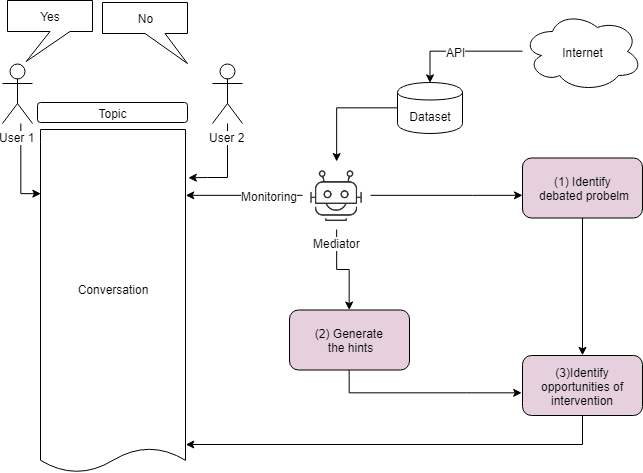 Yes
No
API
Internet
Topic
Dataset
User 1
User 2
Monitoring
(1) Identify
debated probelm
Mediator
Conversation
(2) Generate
the hints
(3)Identify
opportunities of
intervention